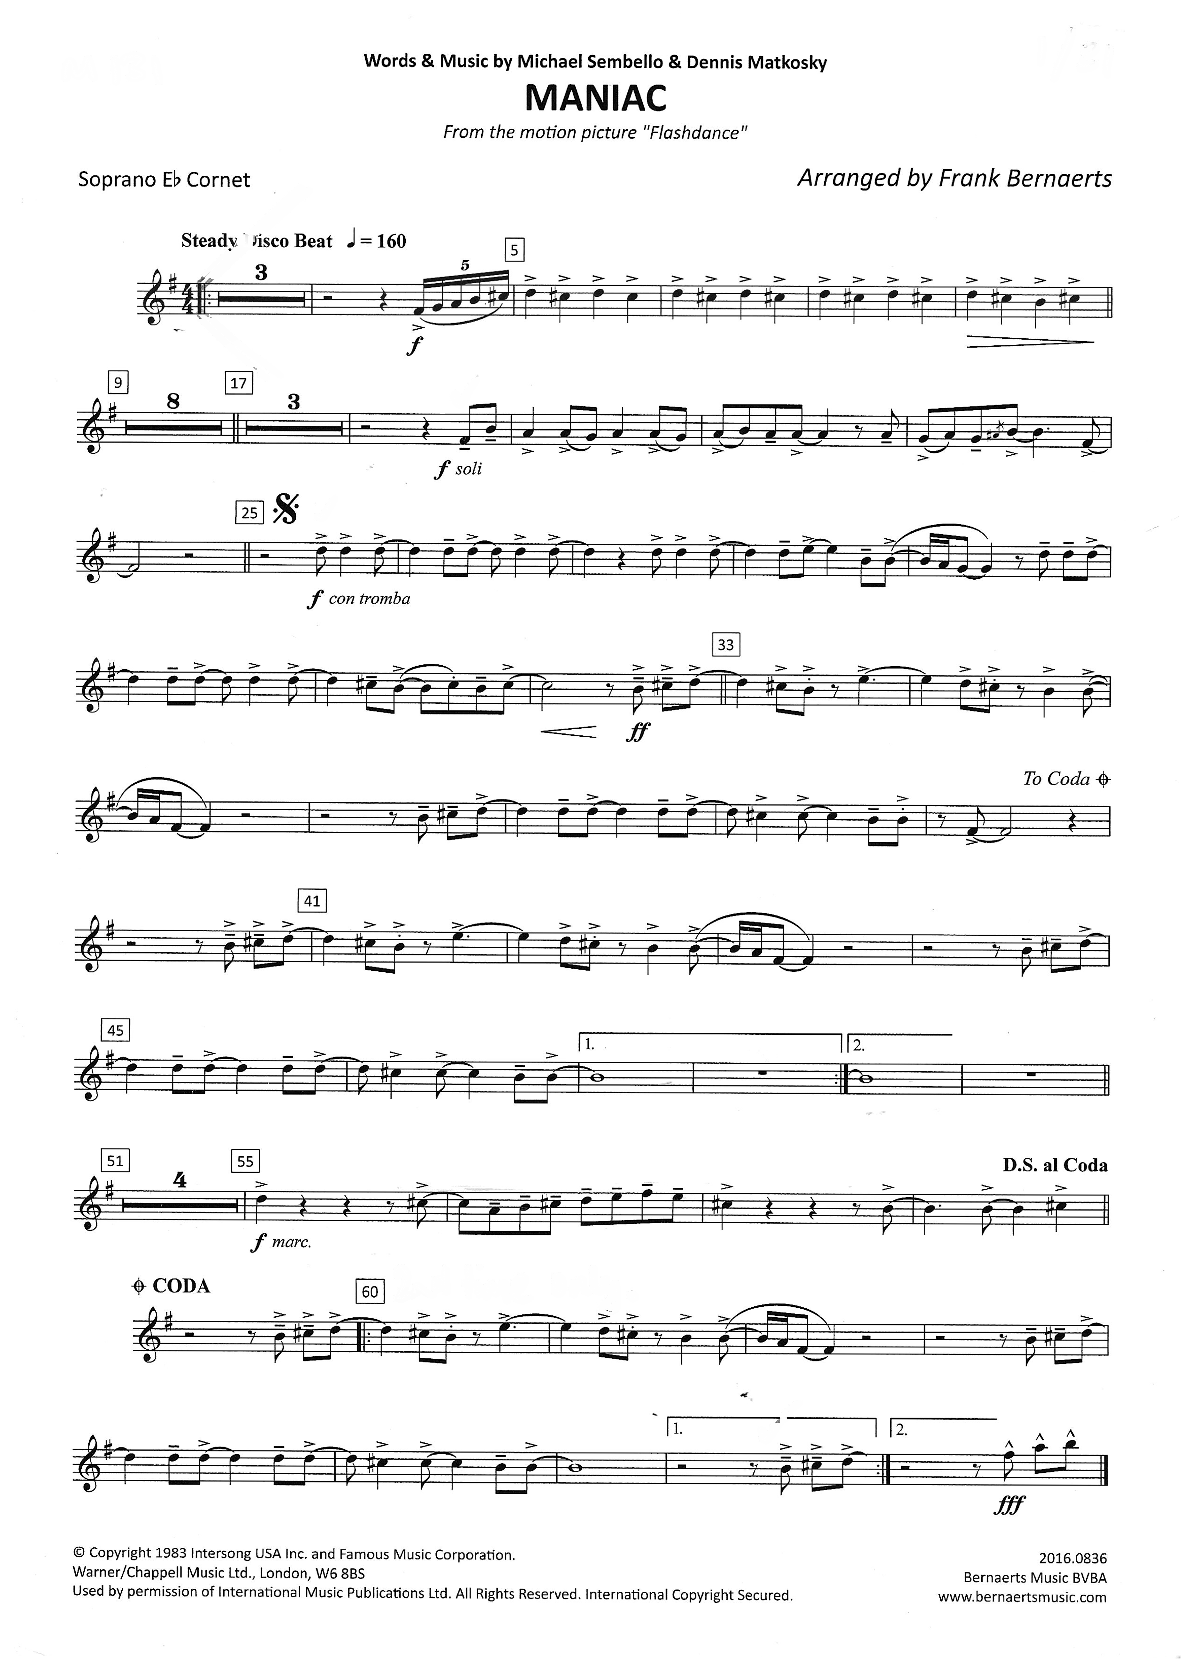 Words & Music by Michael Sembello & Dennis Matkosky
MANIAC
From the motion picture "Flashdance"
Soprano E♭ Cornet
Arranged by Frank Bernaerts
Steady isco Beat ♩ = 160
5
3
5
f
9
8
17
3
f soli
25
f con tromba
33
ff
To Coda
41
45
1.
2.
51
4
55
D.S. al Coda
f marc.
CODA
60
1.
2.
fff
© Copyright 1983 Intersong USA Inc. and Famous Music Corporation.
Warner/Chappell Music Ltd., London, W6 8BS
Used by permission of International Music Publications Ltd. All Rights Reserved. International Copyright Secured.
2016.0836
Bernaerts Music BVBA
www.bernaertsmusic.com